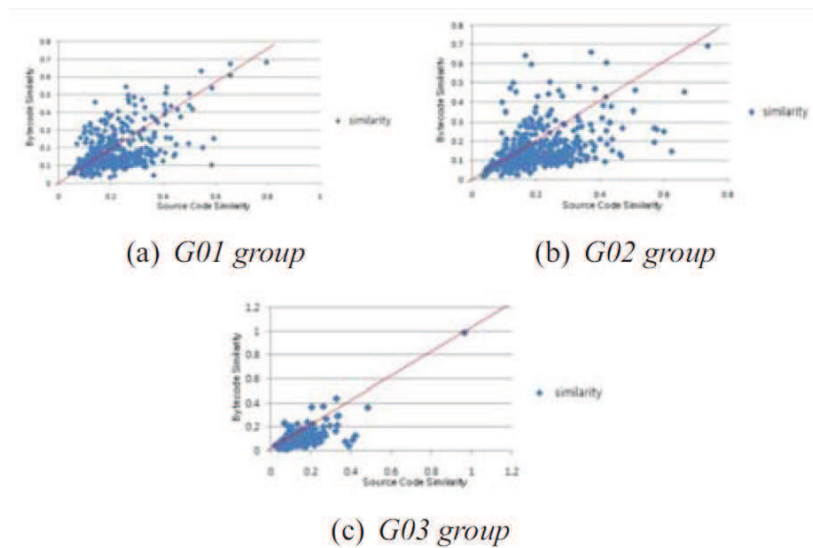 0.8
0.7
0.6
0.5
0.4
0.3
0.2
0.1
0
Bytecode Similarity
0 0.2 0.4 0.6 0.8 1
Source Code Similarity
similarity
(a) G01 group
0.8
0.7
0.6
0.5
0.4
0.3
0.2
0.1
0
Bytecode Similarity
0 0.2 0.4 0.6 0.8
Source Code Similarity
similarity
(b) G02 group
1.2
1
0.8
0.6
0.4
0.2
0
Bytecode Similarity
0 0.2 0.4 0.6 0.8 1 1.2
Source Code Similarity
similarity
(c) G03 group